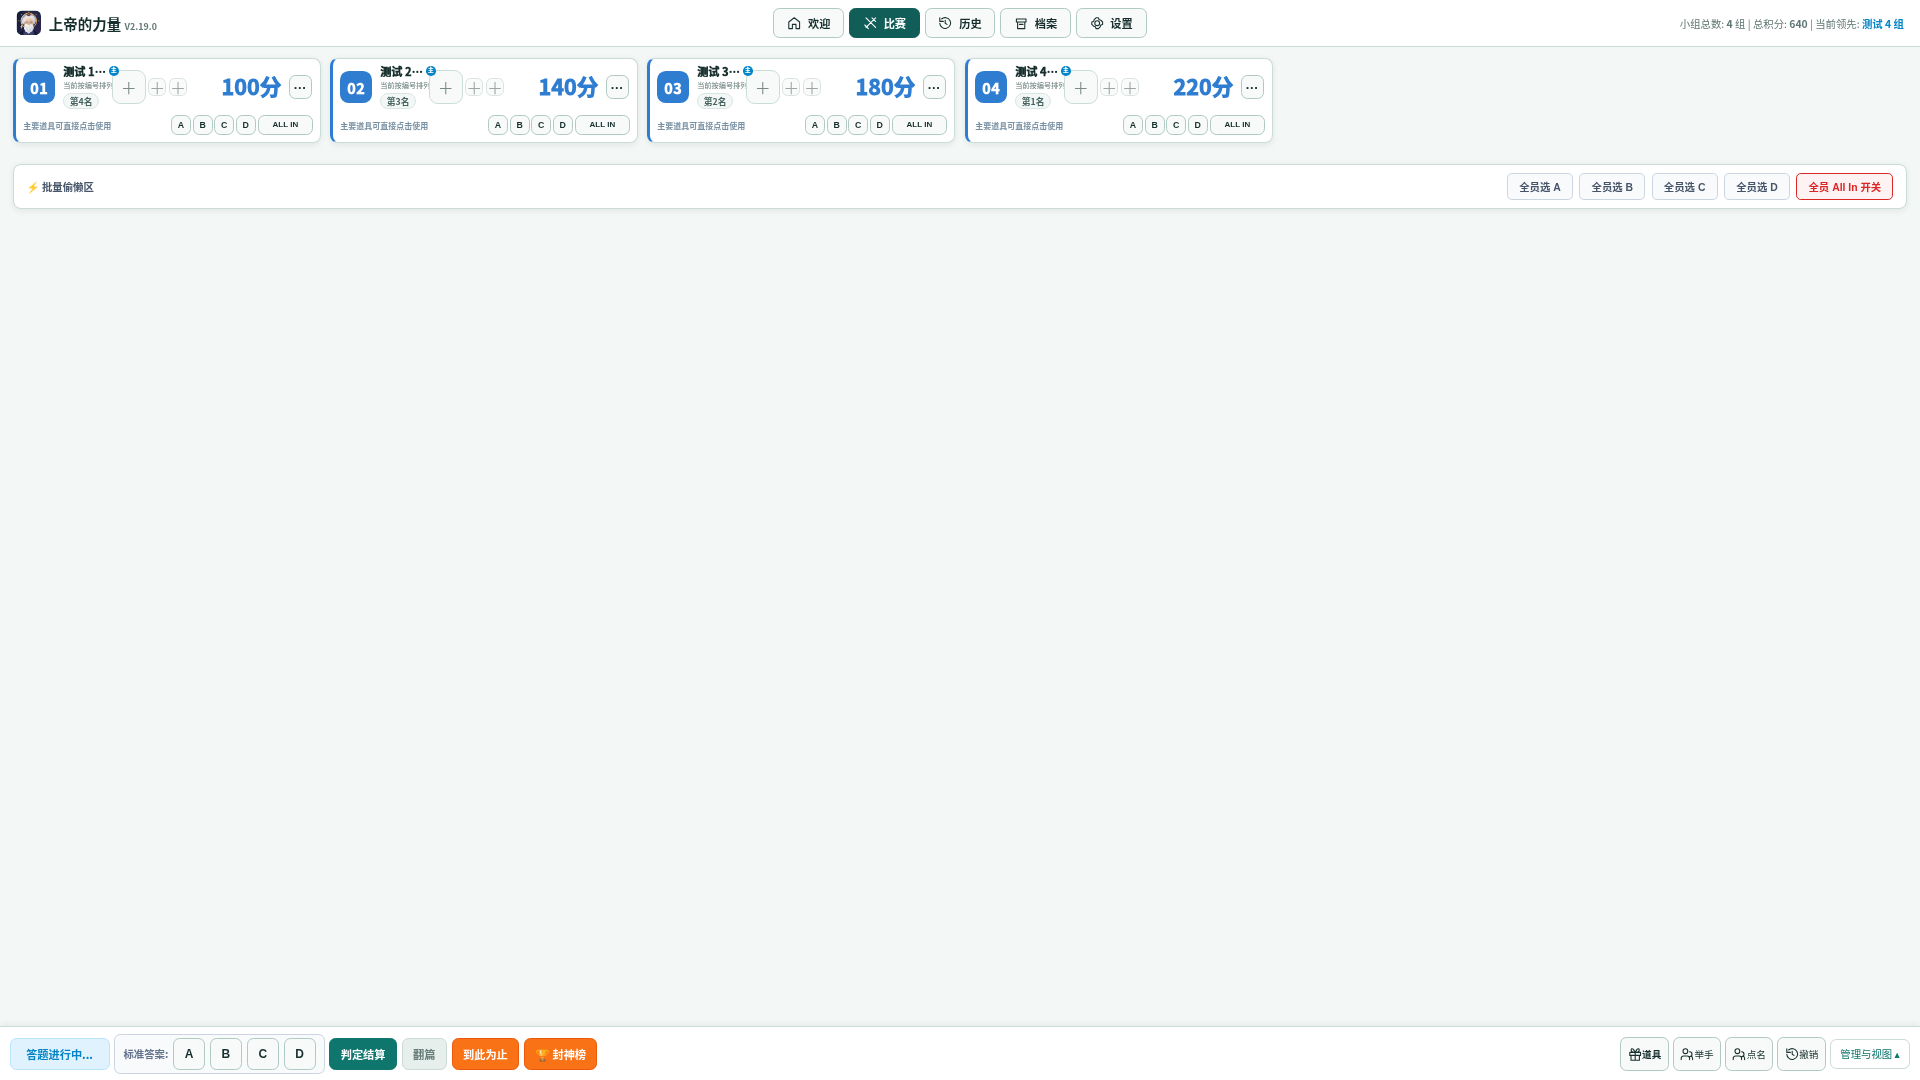 上帝的力量 V2.19.0
欢迎
比赛
历史
档案
设置
小组总数: 4 组 | 总积分: 640 | 当前领先: 测试 4 组
01
测试 1… 主
当前按编号排列
第4名
100分
…
主要道具可直接点击使用
A B C D ALL IN
02
测试 2… 主
当前按编号排列
第3名
140分
…
主要道具可直接点击使用
A B C D ALL IN
03
测试 3… 主
当前按编号排列
第2名
180分
…
主要道具可直接点击使用
A B C D ALL IN
04
测试 4… 主
当前按编号排列
第1名
220分
…
主要道具可直接点击使用
A B C D ALL IN
⚡ 批量偷懒区
全员选 A
全员选 B
全员选 C
全员选 D
全员 All In 开关
答题进行中...
标准答案: A B C D
判定结算
翻篇
到此为止
🏆 封神榜
道具
举手
点名
撤销
管理与视图 ▴